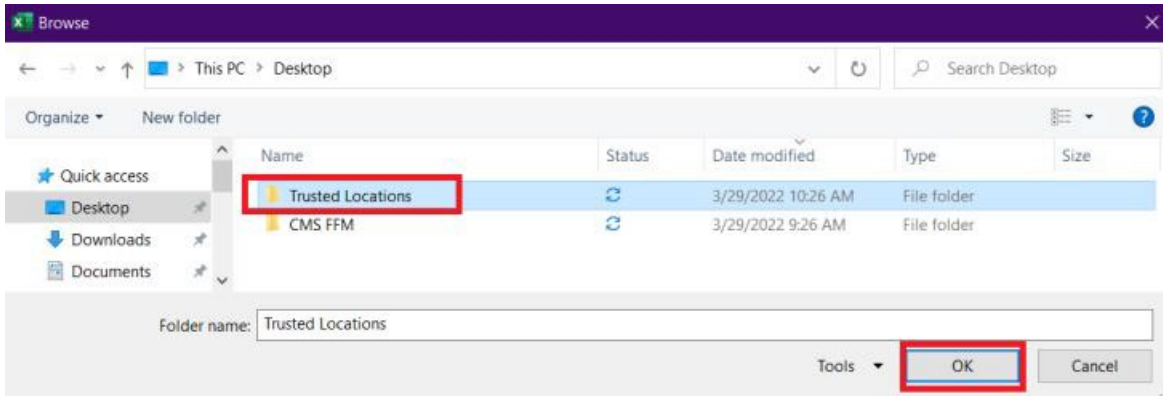 Browse
This PC > Desktop
Search Desktop
Organize
New folder
Name Status Date modified Type Size
Quick access
Desktop
Downloads
Documents
Trusted Locations 3/29/2022 10:26 AM File folder
CMS FFM 3/29/2022 9:26 AM File folder
Folder name: Trusted Locations
Tools OK Cancel